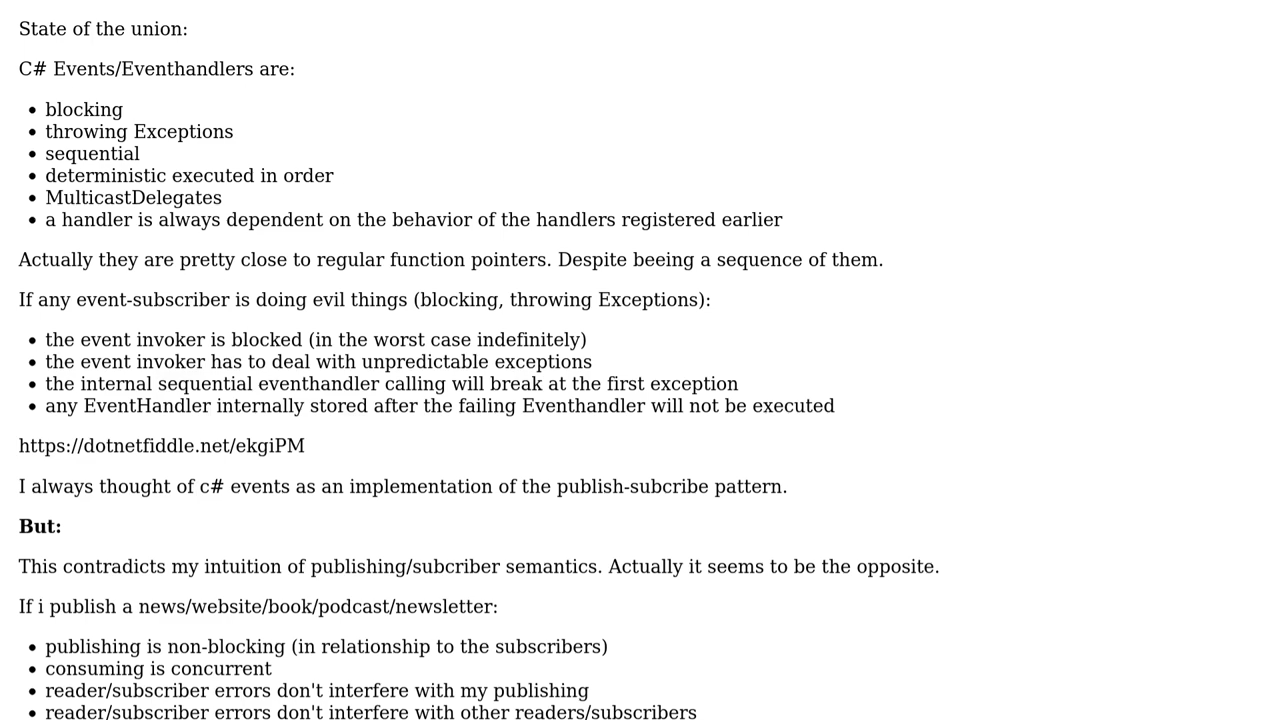 State of the union:
C# Events/Eventhandlers are:
• blocking
• throwing Exceptions
• sequential
• deterministic executed in order
• MulticastDelegates
• a handler is always dependent on the behavior of the handlers registered earlier
Actually they are pretty close to regular function pointers. Despite beeing a sequence of them.
If any event-subscriber is doing evil things (blocking, throwing Exceptions):
• the event invoker is blocked (in the worst case indefinitely)
• the event invoker has to deal with unpredictable exceptions
• the internal sequential eventhandler calling will break at the first exception
• any EventHandler internally stored after the failing Eventhandler will not be executed
https://dotnetfiddle.net/ekgiPM
I always thought of c# events as an implementation of the publish-subcribe pattern.
But:
This contradicts my intuition of publishing/subcriber semantics. Actually it seems to be the opposite.
If i publish a news/website/book/podcast/newsletter:
• publishing is non-blocking (in relationship to the subscribers)
• consuming is concurrent
• reader/subscriber errors don't interfere with my publishing
• reader/subscriber errors don't interfere with other readers/subscribers